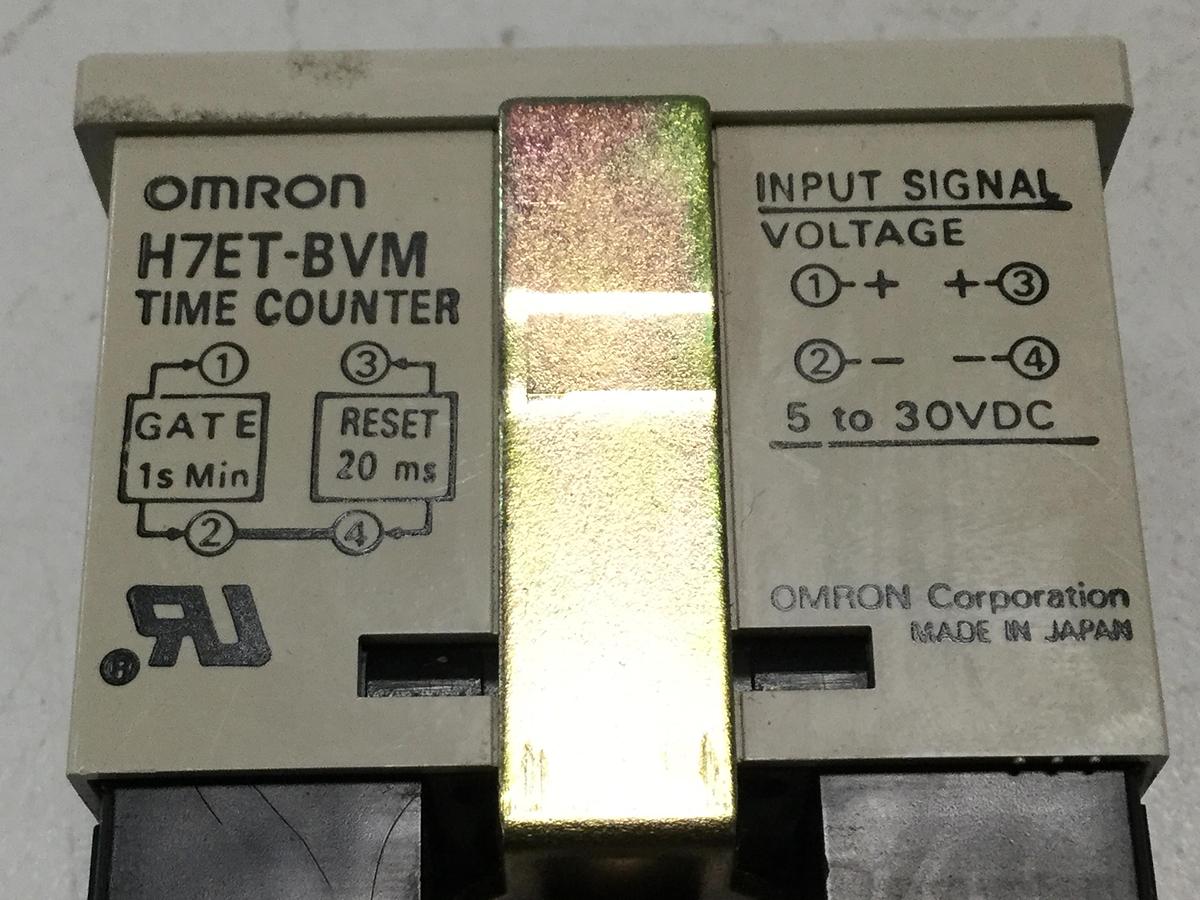 OMRON
H7ET-BVM
TIME COUNTER
1 3
GATE
1s Min
RESET
20 ms
2 4
RU
®
INPUT SIGNAL
VOLTAGE
1 + + 3
2 - - 4
5 to 30VDC
OMRON Corporation
MADE IN JAPAN